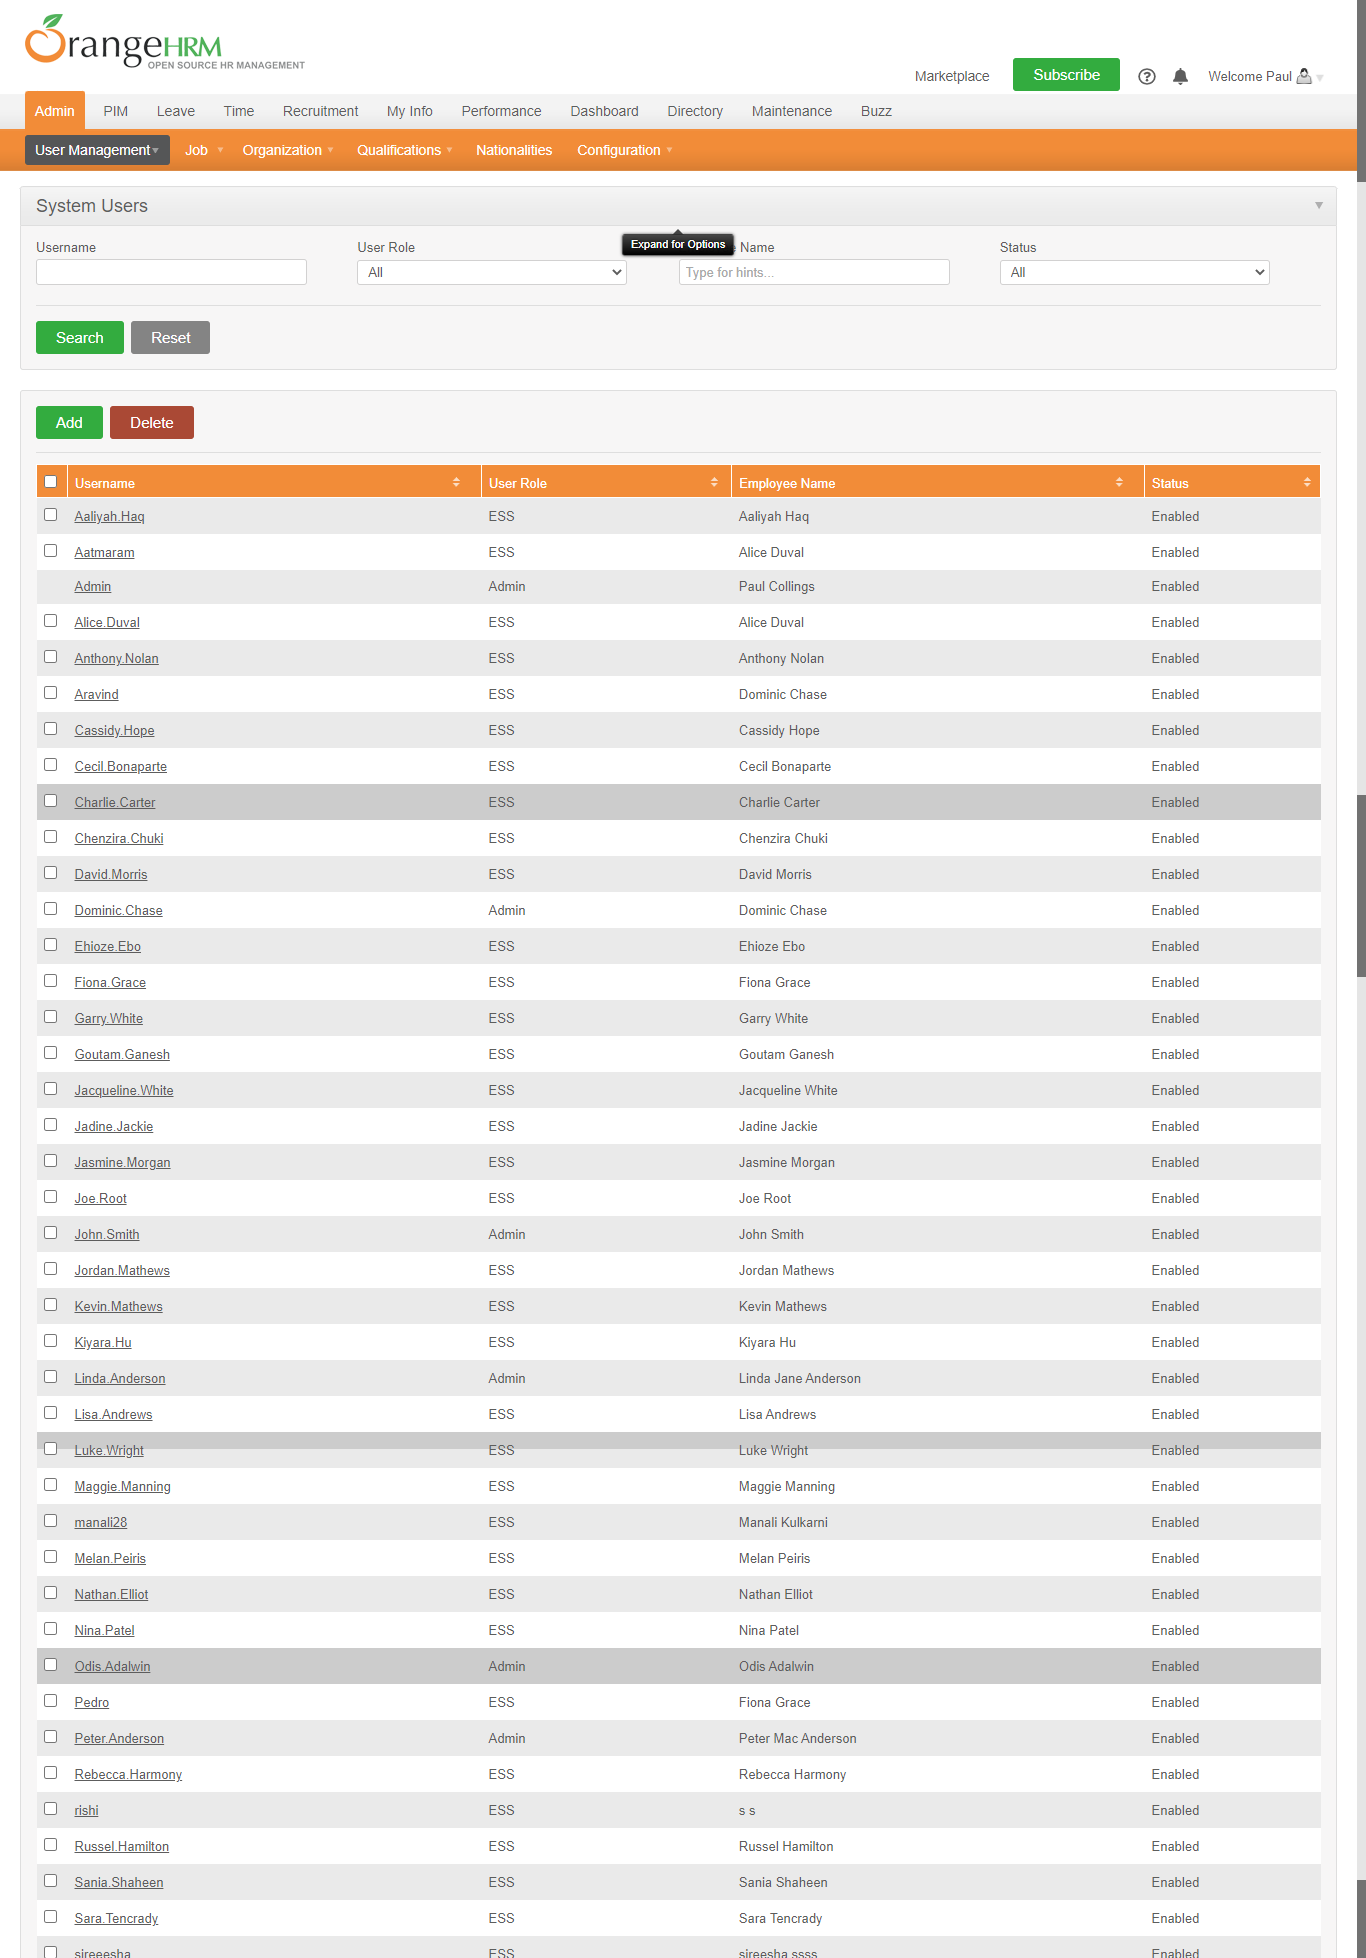 OrangeHRM
OPEN SOURCE HR MANAGEMENT
Marketplace Subscribe Welcome Paul
Admin PIM Leave Time Recruitment My Info Performance Dashboard Directory Maintenance Buzz
User Management Job Organization Qualifications Nationalities Configuration
System Users
Username User Role Expand for Options Name Status
All Type for hints... All
Search Reset
Add Delete
Username User Role Employee Name Status
Aaliyah.Haq ESS Aaliyah Haq Enabled
Aatmaram ESS Alice Duval Enabled
Admin Admin Paul Collings Enabled
Alice.Duval ESS Alice Duval Enabled
Anthony.Nolan ESS Anthony Nolan Enabled
Aravind ESS Dominic Chase Enabled
Cassidy.Hope ESS Cassidy Hope Enabled
Cecil.Bonaparte ESS Cecil Bonaparte Enabled
Charlie.Carter ESS Charlie Carter Enabled
Chenzira.Chuki ESS Chenzira Chuki Enabled
David.Morris ESS David Morris Enabled
Dominic.Chase Admin Dominic Chase Enabled
Ehioze.Ebo ESS Ehioze Ebo Enabled
Fiona.Grace ESS Fiona Grace Enabled
Garry.White ESS Garry White Enabled
Goutam.Ganesh ESS Goutam Ganesh Enabled
Jacqueline.White ESS Jacqueline White Enabled
Jadine.Jackie ESS Jadine Jackie Enabled
Jasmine.Morgan ESS Jasmine Morgan Enabled
Joe.Root ESS Joe Root Enabled
John.Smith Admin John Smith Enabled
Jordan.Mathews ESS Jordan Mathews Enabled
Kevin.Mathews ESS Kevin Mathews Enabled
Kiyara.Hu ESS Kiyara Hu Enabled
Linda.Anderson Admin Linda Jane Anderson Enabled
Lisa.Andrews ESS Lisa Andrews Enabled
Luke.Wright ESS Luke Wright Enabled
Maggie.Manning ESS Maggie Manning Enabled
manali28 ESS Manali Kulkarni Enabled
Melan.Peiris ESS Melan Peiris Enabled
Nathan.Elliot ESS Nathan Elliot Enabled
Nina.Patel ESS Nina Patel Enabled
Odis.Adalwin Admin Odis Adalwin Enabled
Pedro ESS Fiona Grace Enabled
Peter.Anderson Admin Peter Mac Anderson Enabled
Rebecca.Harmony ESS Rebecca Harmony Enabled
rishi ESS s s Enabled
Russel.Hamilton ESS Russel Hamilton Enabled
Sania.Shaheen ESS Sania Shaheen Enabled
Sara.Tencrady ESS Sara Tencrady Enabled
sireeesha ESS sireesha ssss Enabled